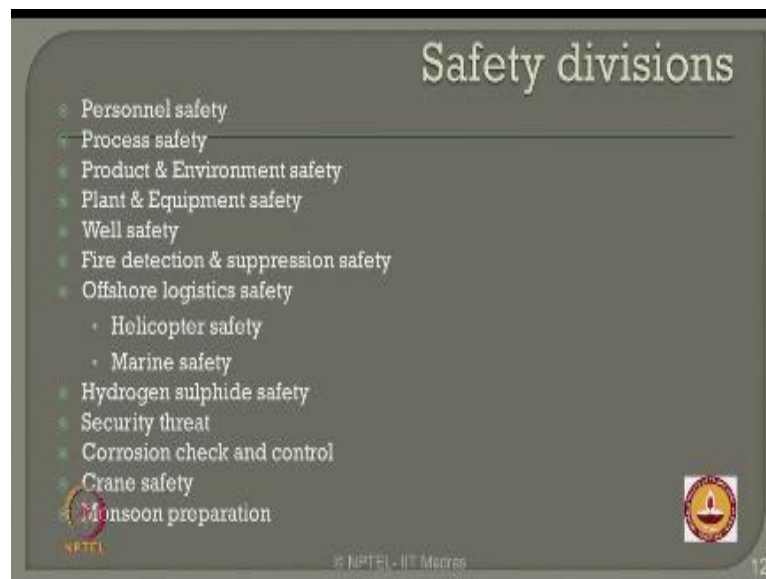 Safety divisions
Personnel safety
Process safety
Product & Environment safety
Plant & Equipment safety
Well safety
Fire detection & suppression safety
Offshore logistics safety
Helicopter safety
Marine safety
Hydrogen sulphide safety
Security threat
Corrosion check and control
Crane safety
Monsoon preparation
NPTEL
© NPTEL - IIT Madras
12